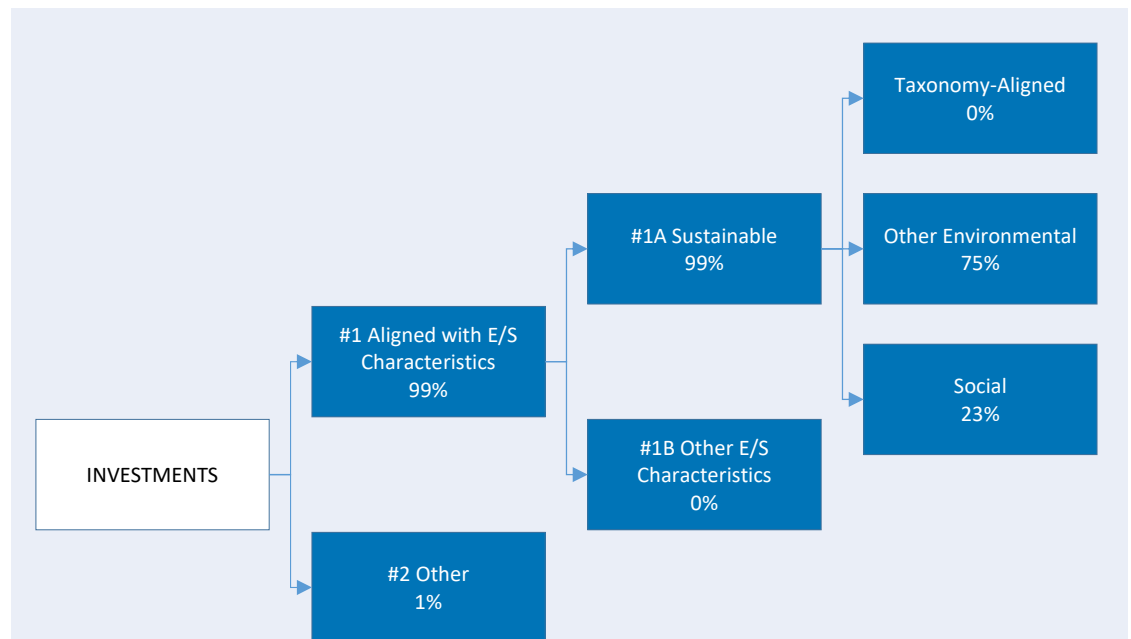 INVESTMENTS
#1 Aligned with E/S
Characteristics
99%
#2 Other
1%
#1A Sustainable
99%
#1B Other E/S
Characteristics
0%
Taxonomy-Aligned
0%
Other Environmental
75%
Social
23%